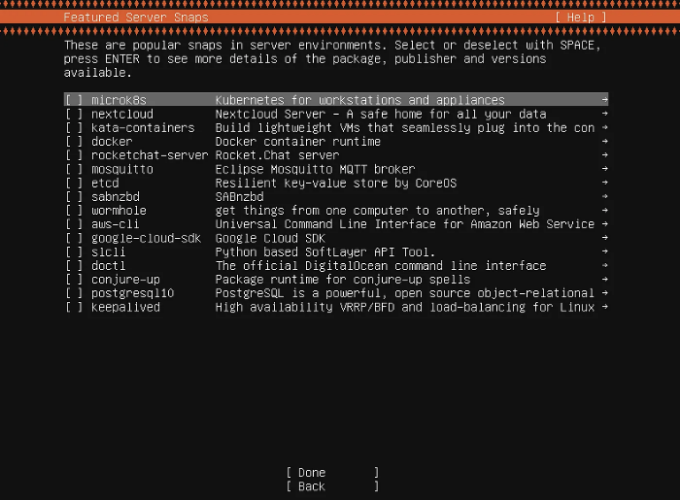 Featured Server Snaps [ Help ]
These are popular snaps in server environments. Select or deselect with SPACE,
press ENTER to see more details of the package, publisher and versions
available.
[ ] microk8s Kubernetes for workstations and appliances →
[ ] nextcloud Nextcloud Server - A safe home for all your data →
[ ] kata-containers Build lightweight VMs that seamlessly plug into the con →
[ ] docker Docker container runtime →
[ ] rocketchat-server Rocket.Chat server →
[ ] mosquitto Eclipse Mosquitto MQTT broker →
[ ] etcd Resilient key-value store by CoreOS →
[ ] sabnzbd SABnzbd →
[ ] wormhole get things from one computer to another, safely →
[ ] aws-cli Universal Command Line Interface for Amazon Web Service →
[ ] google-cloud-sdk Google Cloud SDK →
[ ] slcli Python based SoftLayer API Tool. →
[ ] doctl The official DigitalOcean command line interface →
[ ] conjure-up Package runtime for conjure-up spells →
[ ] postgresql10 PostgreSQL is a powerful, open source object-relational →
[ ] keepalived High availability VRRP/BFD and load-balancing for Linux →
[ Done ]
[ Back ]